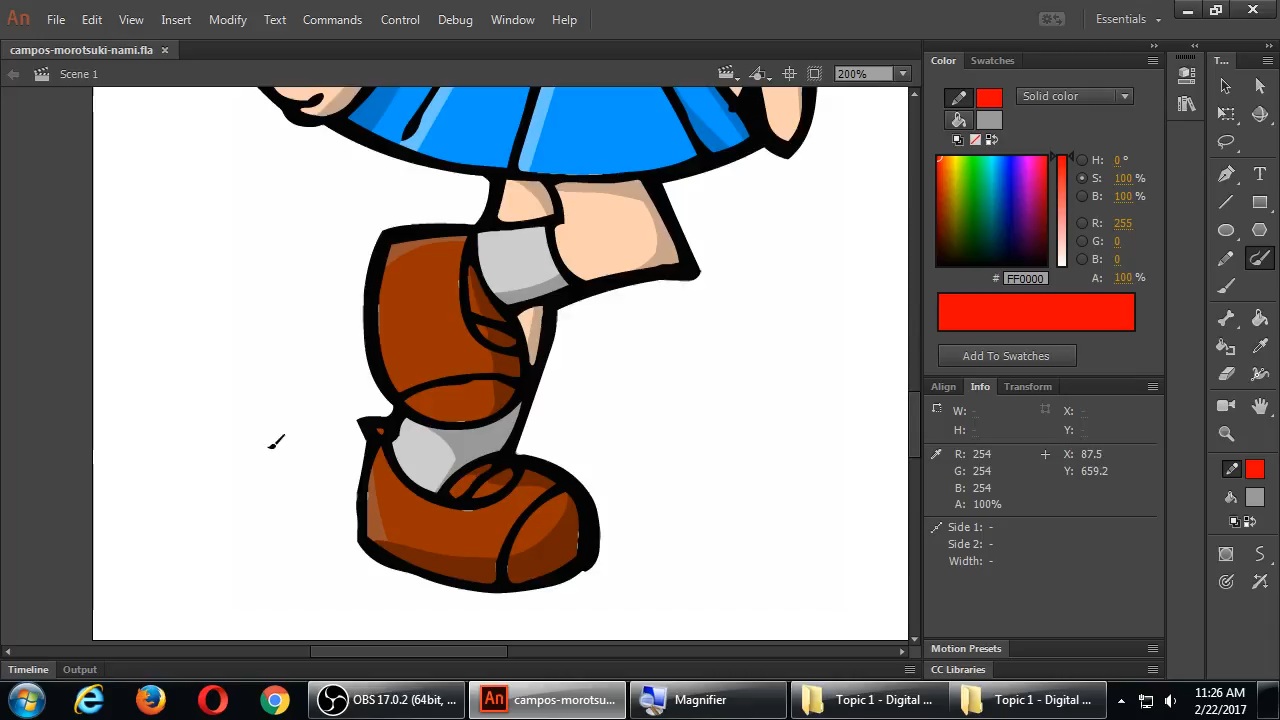 An File Edit View Insert Modify Text Commands Control Debug Window Help Essentials
campos-morotsuki-nami.fla ×
Scene 1 200%
Color Swatches T...
Solid color
H: 0 °
S: 100 %
B: 100 %
R: 255
G: 0
B: 0
# FF0000 A: 100 %
Add To Swatches
Align Info Transform
W: - X: -
H: - Y: -
R: 254 X: 87.5
G: 254 Y: 659.2
B: 254
A: 100%
Side 1: -
Side 2: -
Width: -
Motion Presets
CC Libraries
Timeline Output
OBS 17.0.2 (64bit, ... An campos-morotsu... Magnifier Topic 1 - Digital ... Topic 1 - Digital ... 11:26 AM
2/22/2017